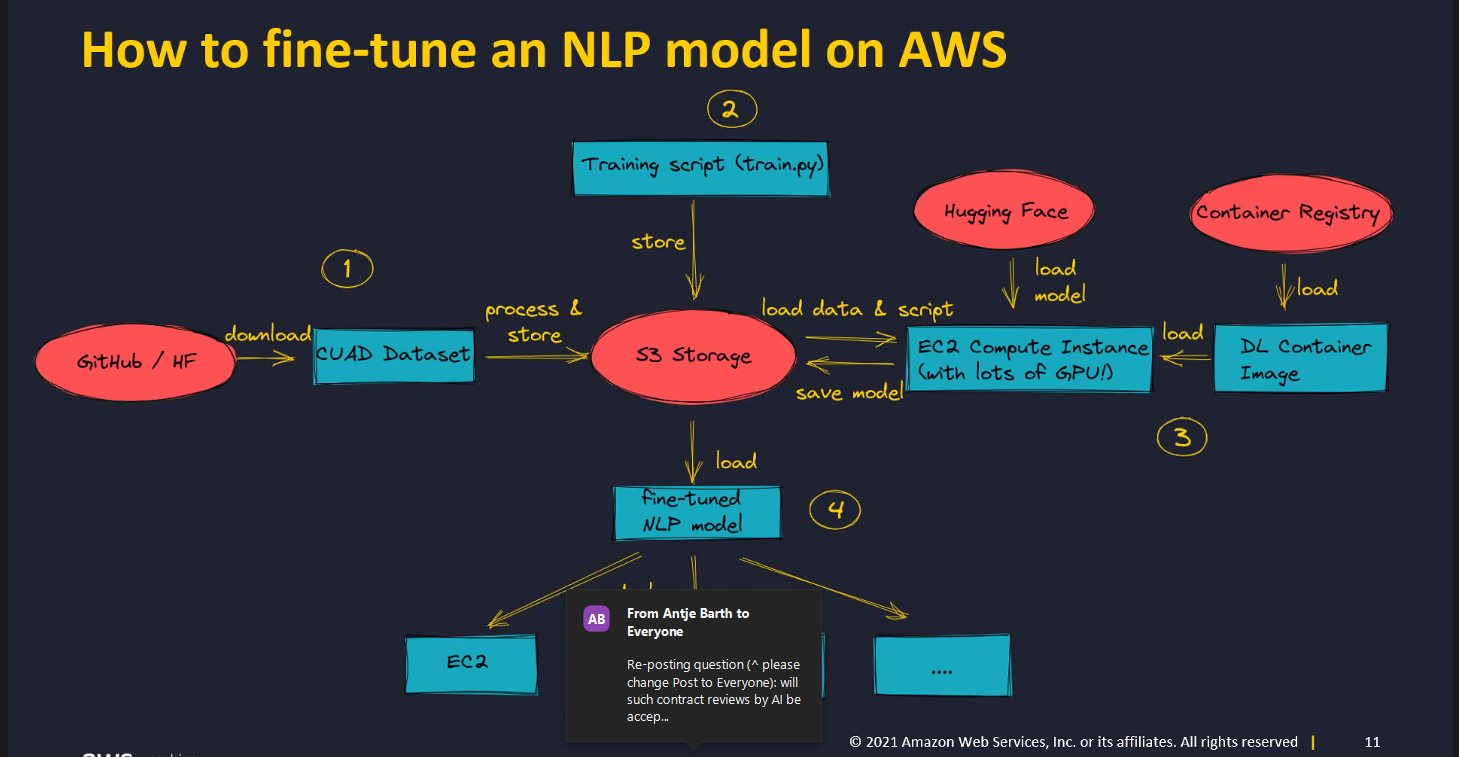 How to fine-tune an NLP model on AWS
2
Training script (train.py)
Hugging Face
Container Registry
store
1
load
model
load
process &
store
load data & script
download
load
GitHub / HF
CUAD Dataset
S3 Storage
EC2 Compute Instance
(with lots of GPU!)
DL Container
Image
save model
3
load
fine-tuned
NLP model
4
AB
From Antje Barth to
Everyone
Re-posting question (^ please
change Post to Everyone): will
such contract reviews by AI be
accep...
EC2
....
© 2021 Amazon Web Services, Inc. or its affiliates. All rights reserved
|
11
aws